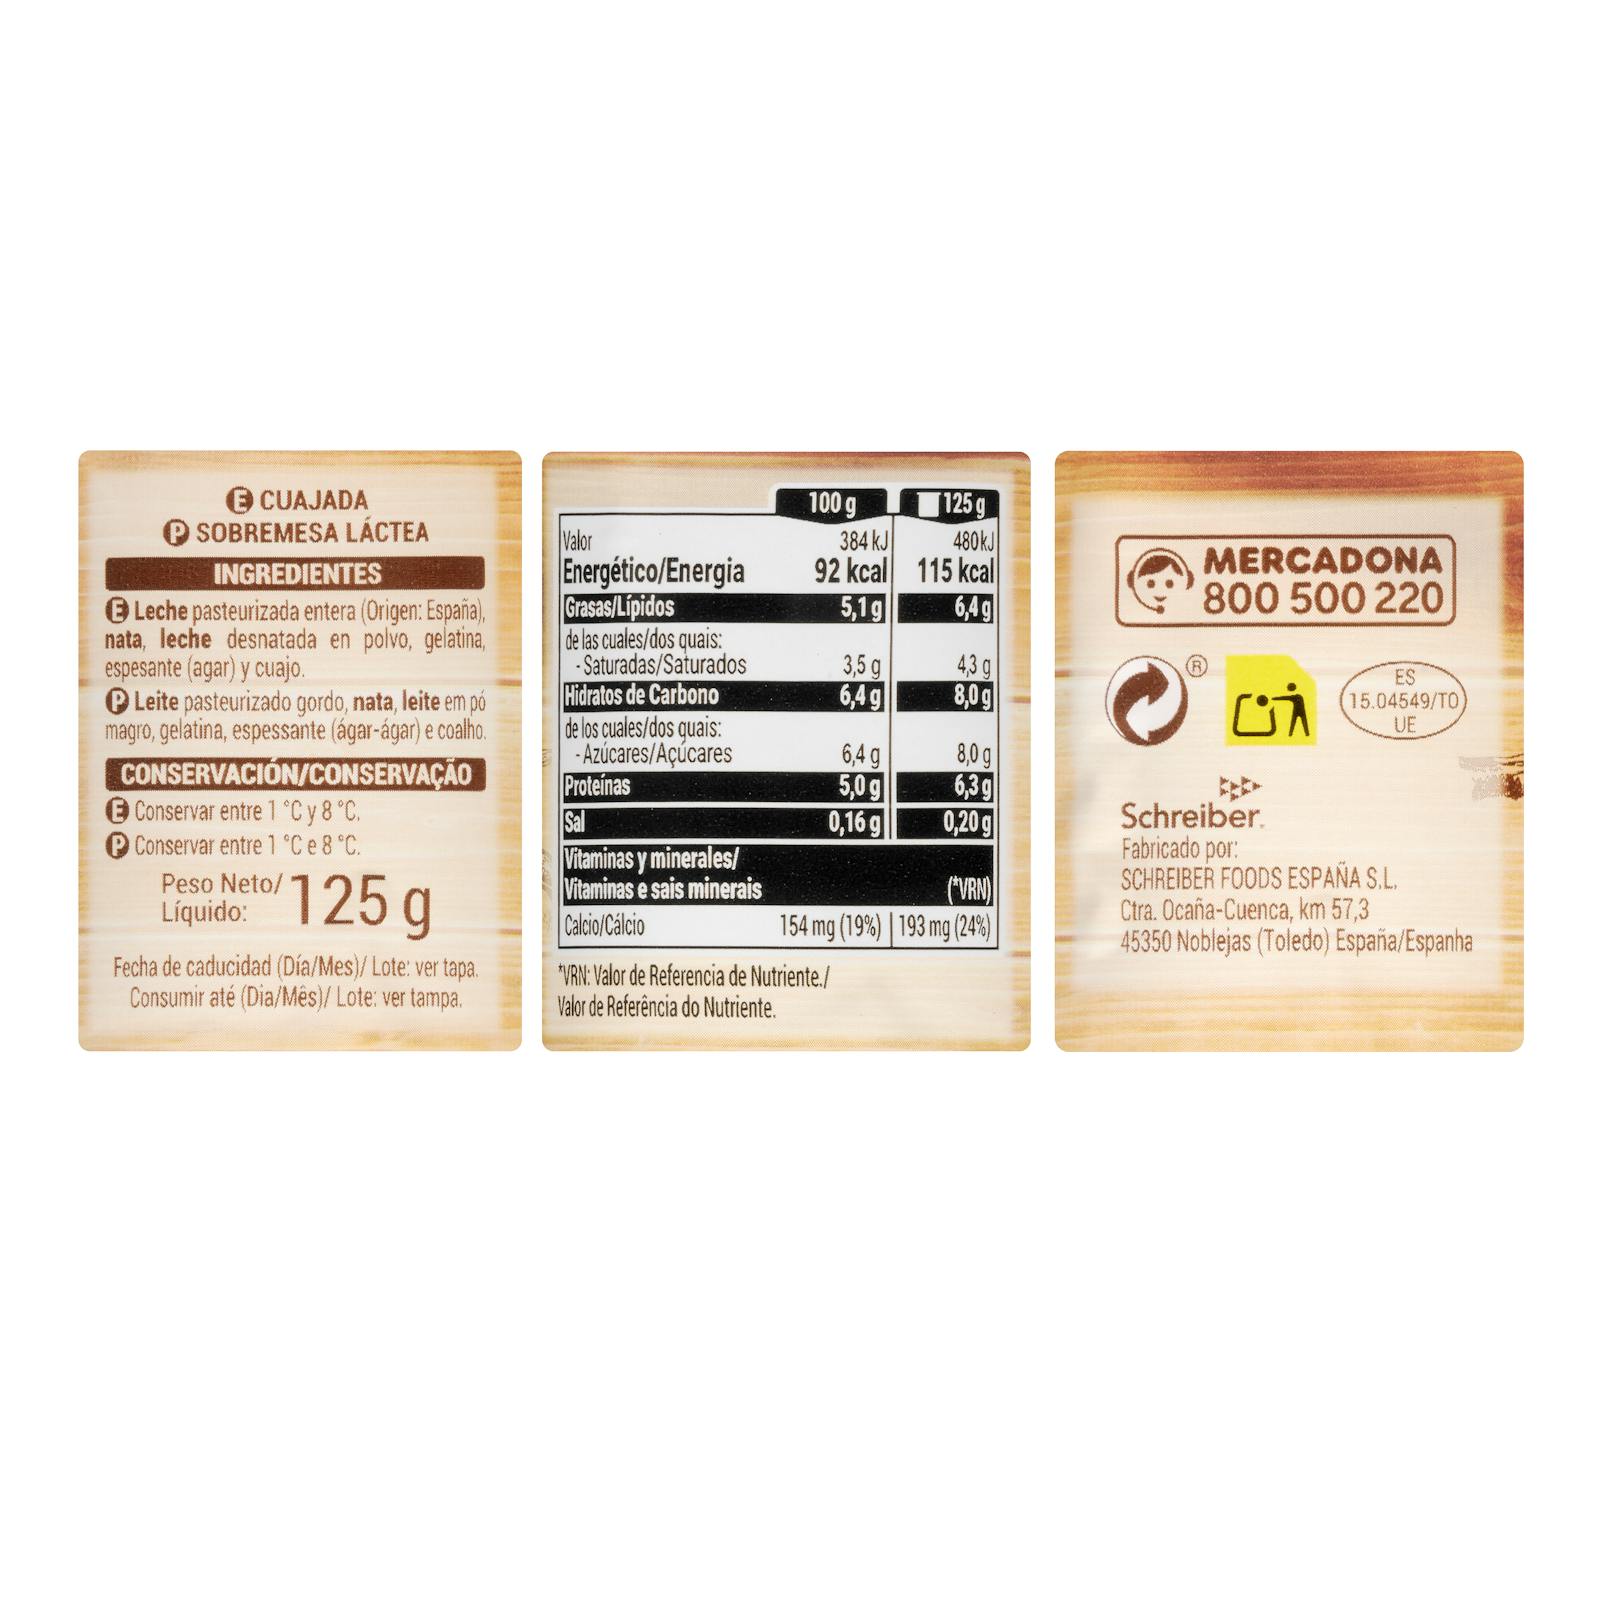 E CUAJADA
P SOBREMESA LÁCTEA
INGREDIENTES
E Leche pasteurizada entera (Origen: España),
nata, leche desnatada en polvo, gelatina,
espesante (agar) y cuajo.
P Leite pasteurizado gordo, nata, leite em pó
magro, gelatina, espessante (ágar-ágar) e coalho.
CONSERVACIÓN/CONSERVAÇÃO
E Conservar entre 1 °C y 8 °C.
P Conservar entre 1 °C e 8 °C.
Peso Neto/
Líquido: 125 g
Fecha de caducidad (Día/Mes)/ Lote: ver tapa.
Consumir até (Dia/Mês)/ Lote: ver tampa.
100 g 125 g
Valor 384 kJ 480 kJ
Energético/Energia 92 kcal 115 kcal
Grasas/Lípidos 5,1 g 6,4 g
de las cuales/dos quais:
- Saturadas/Saturados 3,5 g 4,3 g
Hidratos de Carbono 6,4 g 8,0 g
de los cuales/dos quais:
- Azúcares/Açúcares 6,4 g 8,0 g
Proteínas 5,0 g 6,3 g
Sal 0,16 g 0,20 g
Vitaminas y minerales/
Vitaminas e sais minerais (*VRN)
Calcio/Cálcio 154 mg (19%) 193 mg (24%)
*VRN: Valor de Referencia de Nutriente./
Valor de Referência do Nutriente.
MERCADONA
800 500 220
®
ES
15.04549/TO
UE
Schreiber
Fabricado por:
SCHREIBER FOODS ESPAÑA S.L.
Ctra. Ocaña-Cuenca, km 57,3
45350 Noblejas (Toledo) España/Espanha